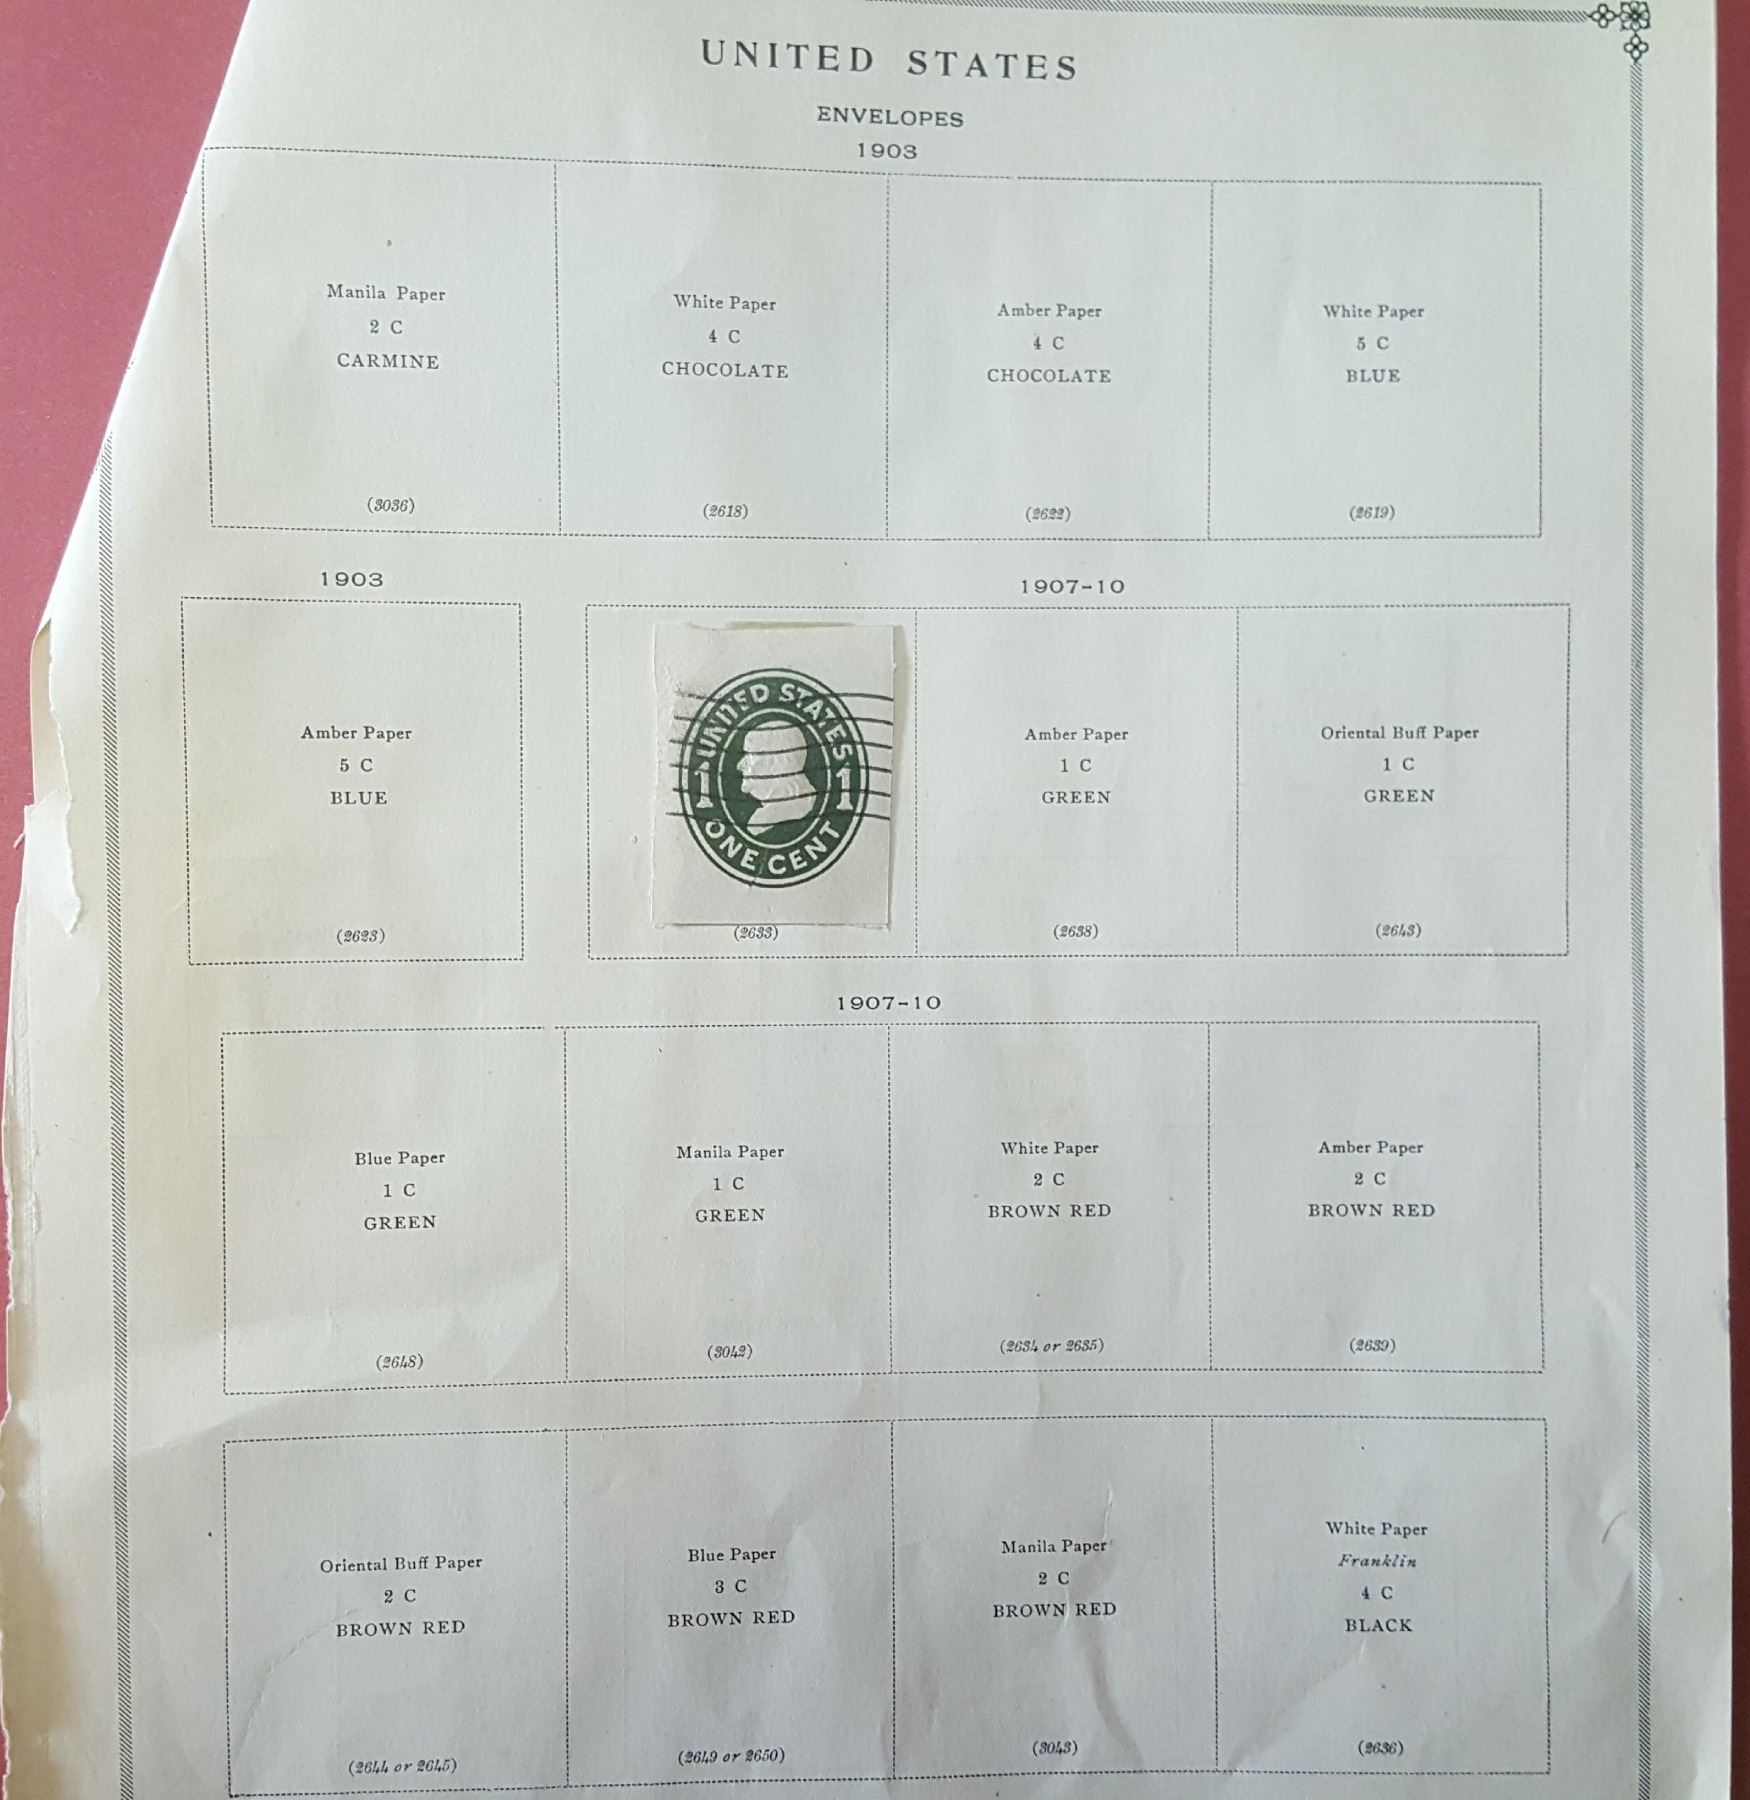 UNITED STATES
ENVELOPES
1903
Manila Paper
2 C
CARMINE
(3036)
White Paper
4 C
CHOCOLATE
(2618)
Amber Paper
4 C
CHOCOLATE
(2622)
White Paper
5 C
BLUE
(2619)
1903
Amber Paper
5 C
BLUE
(2623)
1907-10
UNITED STATES
1 1
ONE CENT
(2633)
Amber Paper
1 C
GREEN
(2638)
Oriental Buff Paper
1 C
GREEN
(2643)
1907-10
Blue Paper
1 C
GREEN
(2648)
Manila Paper
1 C
GREEN
(3042)
White Paper
2 C
BROWN RED
(2634 or 2635)
Amber Paper
2 C
BROWN RED
(2639)
Oriental Buff Paper
2 C
BROWN RED
(2644 or 2645)
Blue Paper
3 C
BROWN RED
(2649 or 2650)
Manila Paper
2 C
BROWN RED
(3043)
White Paper
Franklin
4 C
BLACK
(2636)